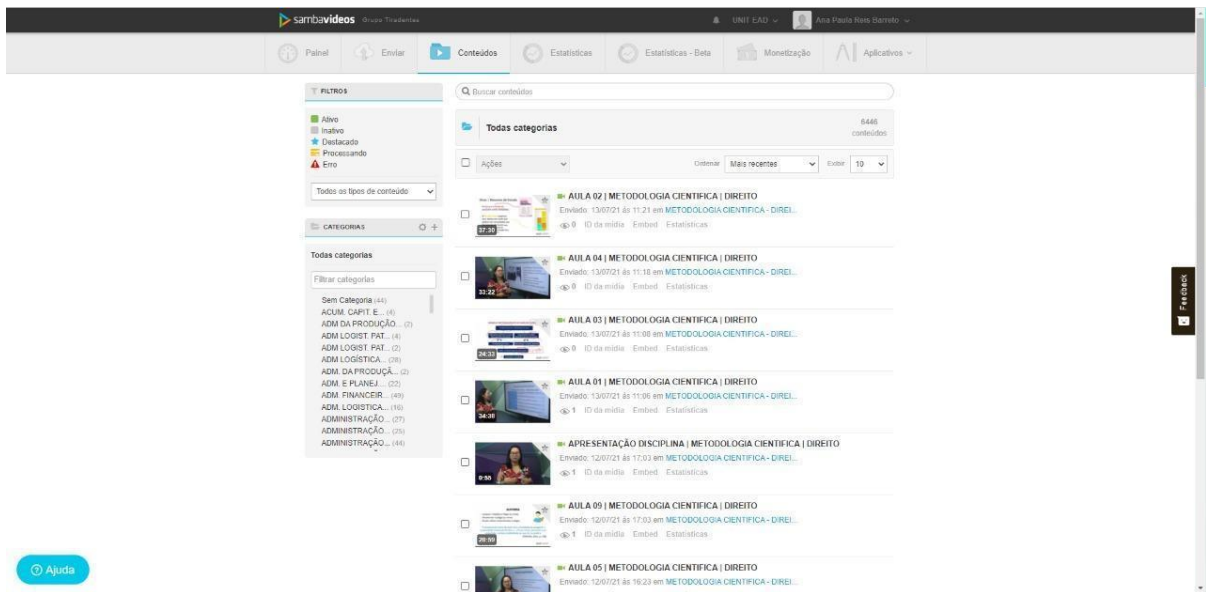 sambavideos Grupo Tiradentes
UNIT EAD
Ana Paula Reis Barreto
Painel
Enviar
Conteúdos
Estatísticas
Estatísticas - Beta
Monetização
Aplicativos
FILTROS
Ativo
Inativo
Destacado
Processando
Erro
Todos os tipos de conteúdo
CATEGORIAS
Todas categorias
Filtrar categorias
Sem Categoria (44)
ACUM. CAPIT. E... (4)
ADM DA PRODUÇÃO... (2)
ADM LOGIST. PAT... (4)
ADM LOGIST. PAT... (2)
ADM LOGÍSTICA... (28)
ADM. DA PRODUÇÃ... (2)
ADM. E PLANEJ.... (22)
ADM. FINANCEIR... (49)
ADM. LOGISTICA... (16)
ADMINISTRAÇÃO... (27)
ADMINISTRAÇÃO... (25)
ADMINISTRAÇÃO... (44)
Buscar conteúdos
Todas categorias
6446
conteúdos
Ações
Ordenar Mais recentes
Exibir 10
AULA 02 | METODOLOGIA CIENTIFICA | DIREITO
Enviado: 13/07/21 às 11:21 em METODOLOGIA CIENTIFICA - DIREI...
0 ID da mídia Embed Estatísticas
37:30
AULA 04 | METODOLOGIA CIENTIFICA | DIREITO
Enviado: 13/07/21 às 11:18 em METODOLOGIA CIENTIFICA - DIREI...
0 ID da mídia Embed Estatísticas
33:22
AULA 03 | METODOLOGIA CIENTIFICA | DIREITO
Enviado: 13/07/21 às 11:08 em METODOLOGIA CIENTIFICA - DIREI...
0 ID da mídia Embed Estatísticas
24:33
AULA 01 | METODOLOGIA CIENTIFICA | DIREITO
Enviado: 13/07/21 às 11:06 em METODOLOGIA CIENTIFICA - DIREI...
1 ID da mídia Embed Estatísticas
34:38
APRESENTAÇÃO DISCIPLINA | METODOLOGIA CIENTIFICA | DIREITO
Enviado: 12/07/21 às 17:03 em METODOLOGIA CIENTIFICA - DIREI...
1 ID da mídia Embed Estatísticas
AULA 09 | METODOLOGIA CIENTIFICA | DIREITO
Enviado: 12/07/21 às 17:03 em METODOLOGIA CIENTIFICA - DIREI...
1 ID da mídia Embed Estatísticas
AULA 05 | METODOLOGIA CIENTIFICA | DIREITO
Enviado: 12/07/21 às 16:23 em METODOLOGIA CIENTIFICA - DIREI...
Feedback
Ajuda